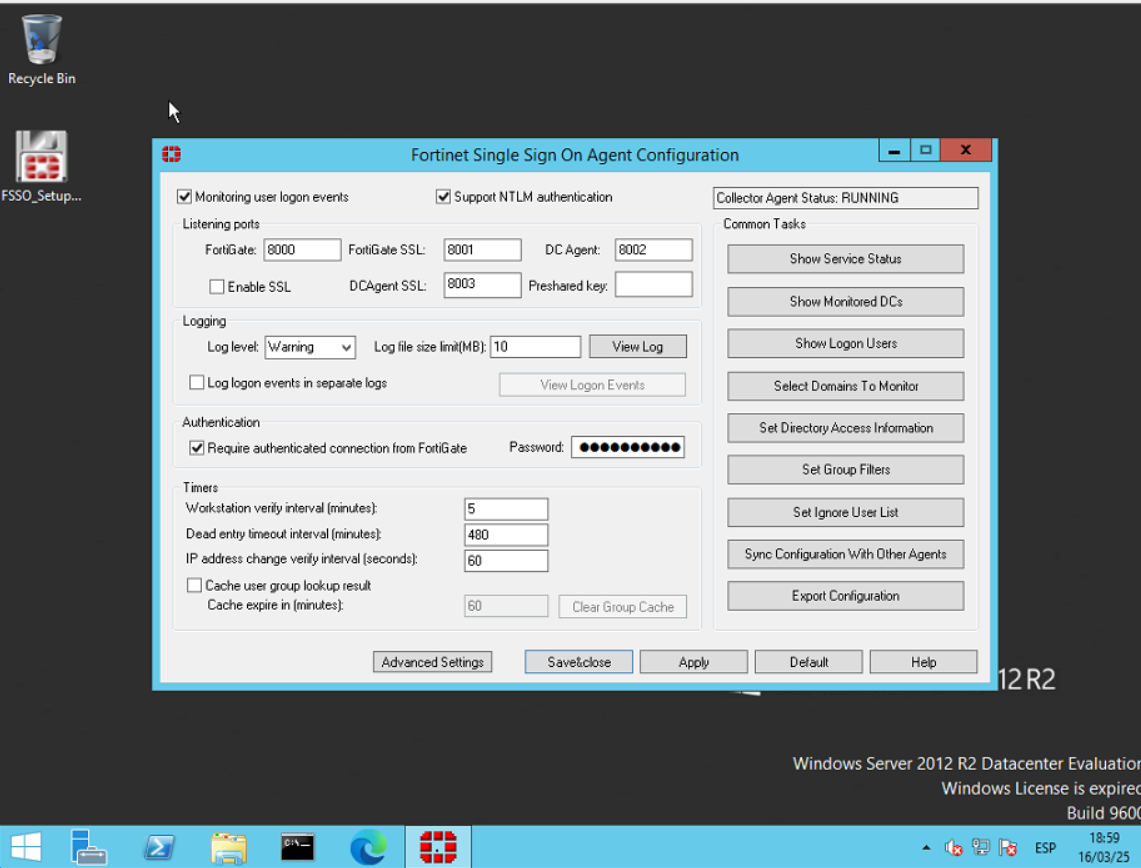 Recycle Bin
FSSO_Setup...
Fortinet Single Sign On Agent Configuration
Monitoring user logon events
Support NTLM authentication
Collector Agent Status: RUNNING
Listening ports
FortiGate: 8000 FortiGate SSL: 8001 DC Agent: 8002
Enable SSL DCAgent SSL: 8003 Preshared key:
Logging
Log level: Warning Log file size limit(MB): 10 View Log
Log logon events in separate logs View Logon Events
Authentication
Require authenticated connection from FortiGate Password: ●●●●●●●●●●
Timers
Workstation verify interval (minutes): 5
Dead entry timeout interval (minutes): 480
IP address change verify interval (seconds): 60
Cache user group lookup result
Cache expire in (minutes): 60 Clear Group Cache
Common Tasks
Show Service Status
Show Monitored DCs
Show Logon Users
Select Domains To Monitor
Set Directory Access Information
Set Group Filters
Set Ignore User List
Sync Configuration With Other Agents
Export Configuration
Advanced Settings Save&close Apply Default Help
12 R2
Windows Server 2012 R2 Datacenter Evaluation
Windows License is expired
Build 9600
C:\_
ESP
18:59
16/03/25